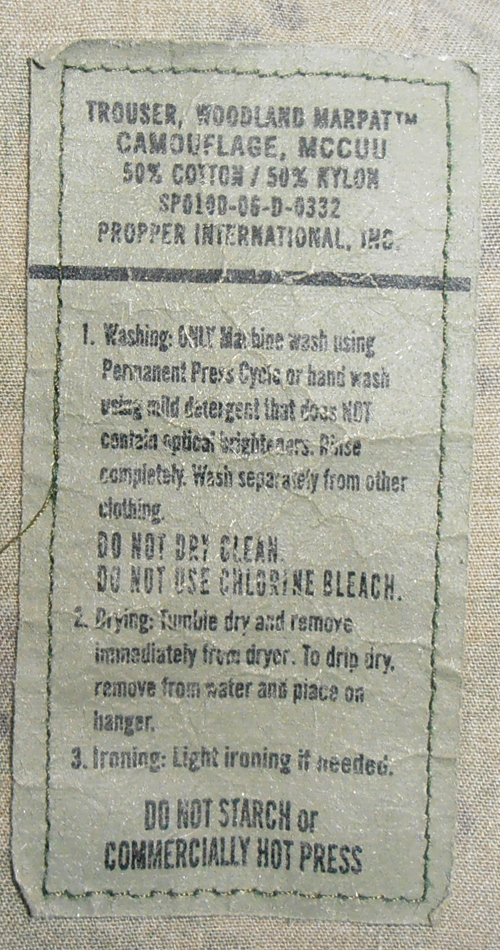 TROUSER, WOODLAND MARPAT™
CAMOUFLAGE, MCCUU
50% COTTON / 50% NYLON
SP0100-06-D-0332
PROPPER INTERNATIONAL, INC.
1. Washing: ONLY Machine wash using
Permanent Press Cycle or hand wash
using mild detergent that does NOT
contain optical brighteners. Rinse
completely. Wash separately from other
clothing.
DO NOT DRY CLEAN.
DO NOT USE CHLORINE BLEACH.
2. Drying: Tumble dry and remove
immediately from dryer. To drip dry,
remove from water and place on
hanger.
3. Ironing: Light ironing if needed.
DO NOT STARCH or
COMMERCIALLY HOT PRESS